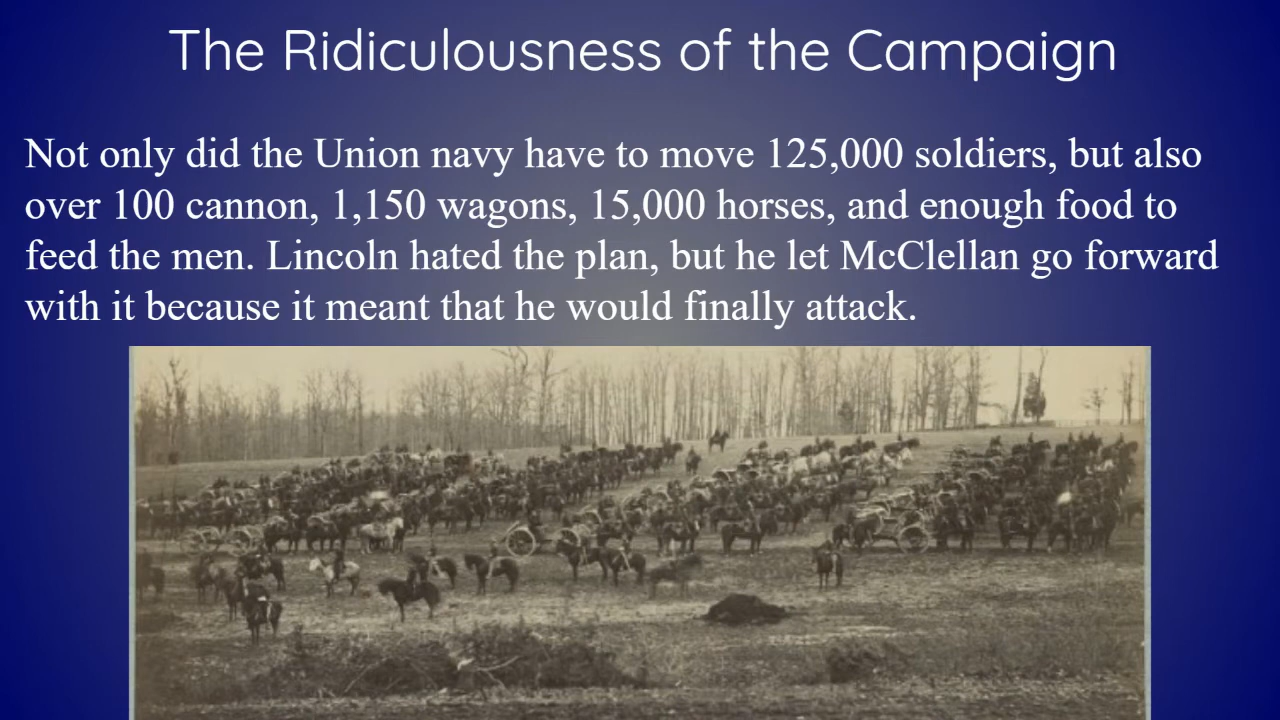 The Ridiculousness of the Campaign
Not only did the Union navy have to move 125,000 soldiers, but also
over 100 cannon, 1,150 wagons, 15,000 horses, and enough food to
feed the men. Lincoln hated the plan, but he let McClellan go forward
with it because it meant that he would finally attack.